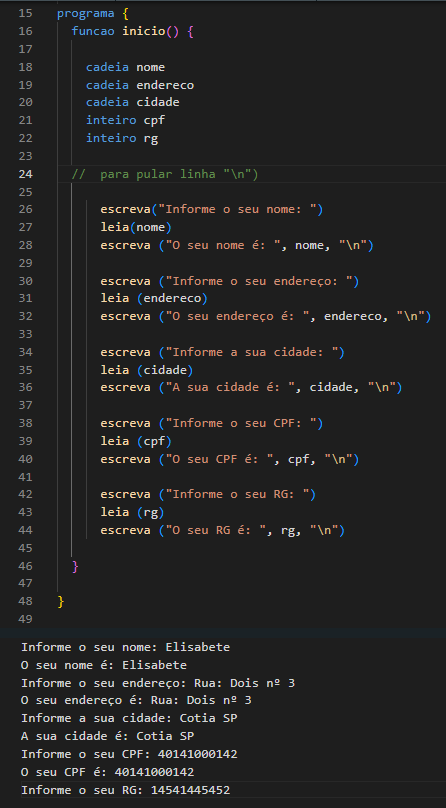 15 programa {
16 funcao inicio() {
17
18 cadeia nome
19 cadeia endereco
20 cadeia cidade
21 inteiro cpf
22 inteiro rg
23
24 //  para pular linha "\n")
25
26 escreva("Informe o seu nome: ")
27 leia(nome)
28 escreva ("O seu nome é: ", nome, "\n")
29
30 escreva ("Informe o seu endereço: ")
31 leia (endereco)
32 escreva ("O seu endereço é: ", endereco, "\n")
33
34 escreva ("Informe a sua cidade: ")
35 leia (cidade)
36 escreva ("A sua cidade é: ", cidade, "\n")
37
38 escreva ("Informe o seu CPF: ")
39 leia (cpf)
40 escreva ("O seu CPF é: ", cpf, "\n")
41
42 escreva ("Informe o seu RG: ")
43 leia (rg)
44 escreva ("O seu RG é: ", rg, "\n")
45
46 }
47
48 }
49
Informe o seu nome: Elisabete
O seu nome é: Elisabete
Informe o seu endereço: Rua: Dois nº 3
O seu endereço é: Rua: Dois nº 3
Informe a sua cidade: Cotia SP
A sua cidade é: Cotia SP
Informe o seu CPF: 40141000142
O seu CPF é: 40141000142
Informe o seu RG: 14541445452